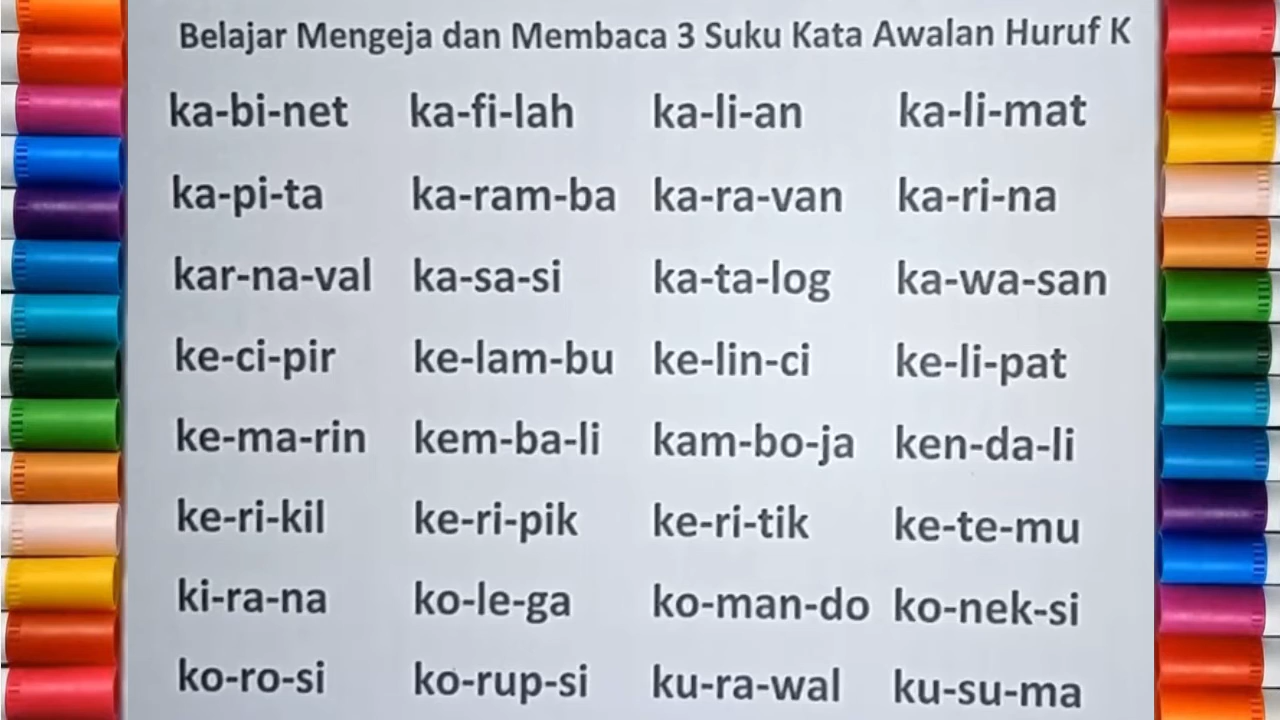 Belajar Mengeja dan Membaca 3 Suku Kata Awalan Huruf K
ka-bi-net ka-fi-lah ka-li-an ka-li-mat
ka-pi-ta ka-ram-ba ka-ra-van ka-ri-na
kar-na-val ka-sa-si ka-ta-log ka-wa-san
ke-ci-pir ke-lam-bu ke-lin-ci ke-li-pat
ke-ma-rin kem-ba-li kam-bo-ja ken-da-li
ke-ri-kil ke-ri-pik ke-ri-tik ke-te-mu
ki-ra-na ko-le-ga ko-man-do ko-nek-si
ko-ro-si ko-rup-si ku-ra-wal ku-su-ma